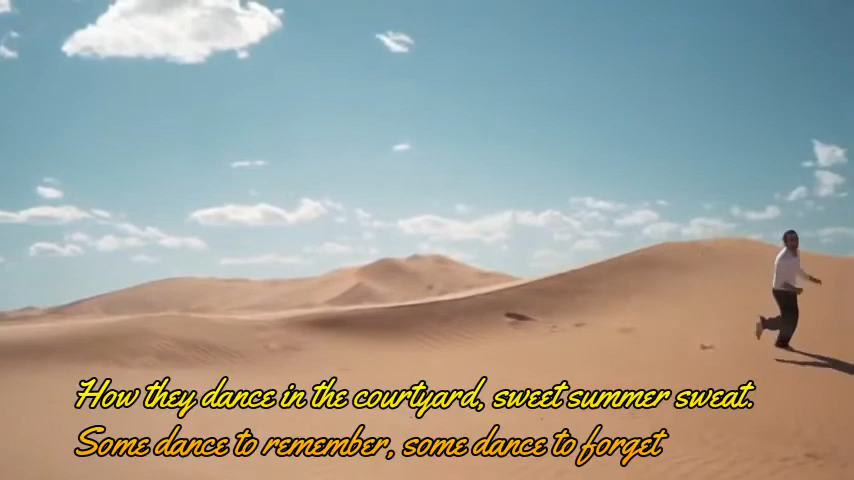 How they dance in the courtyard, sweet summer sweat.
Some dance to remember, some dance to forget